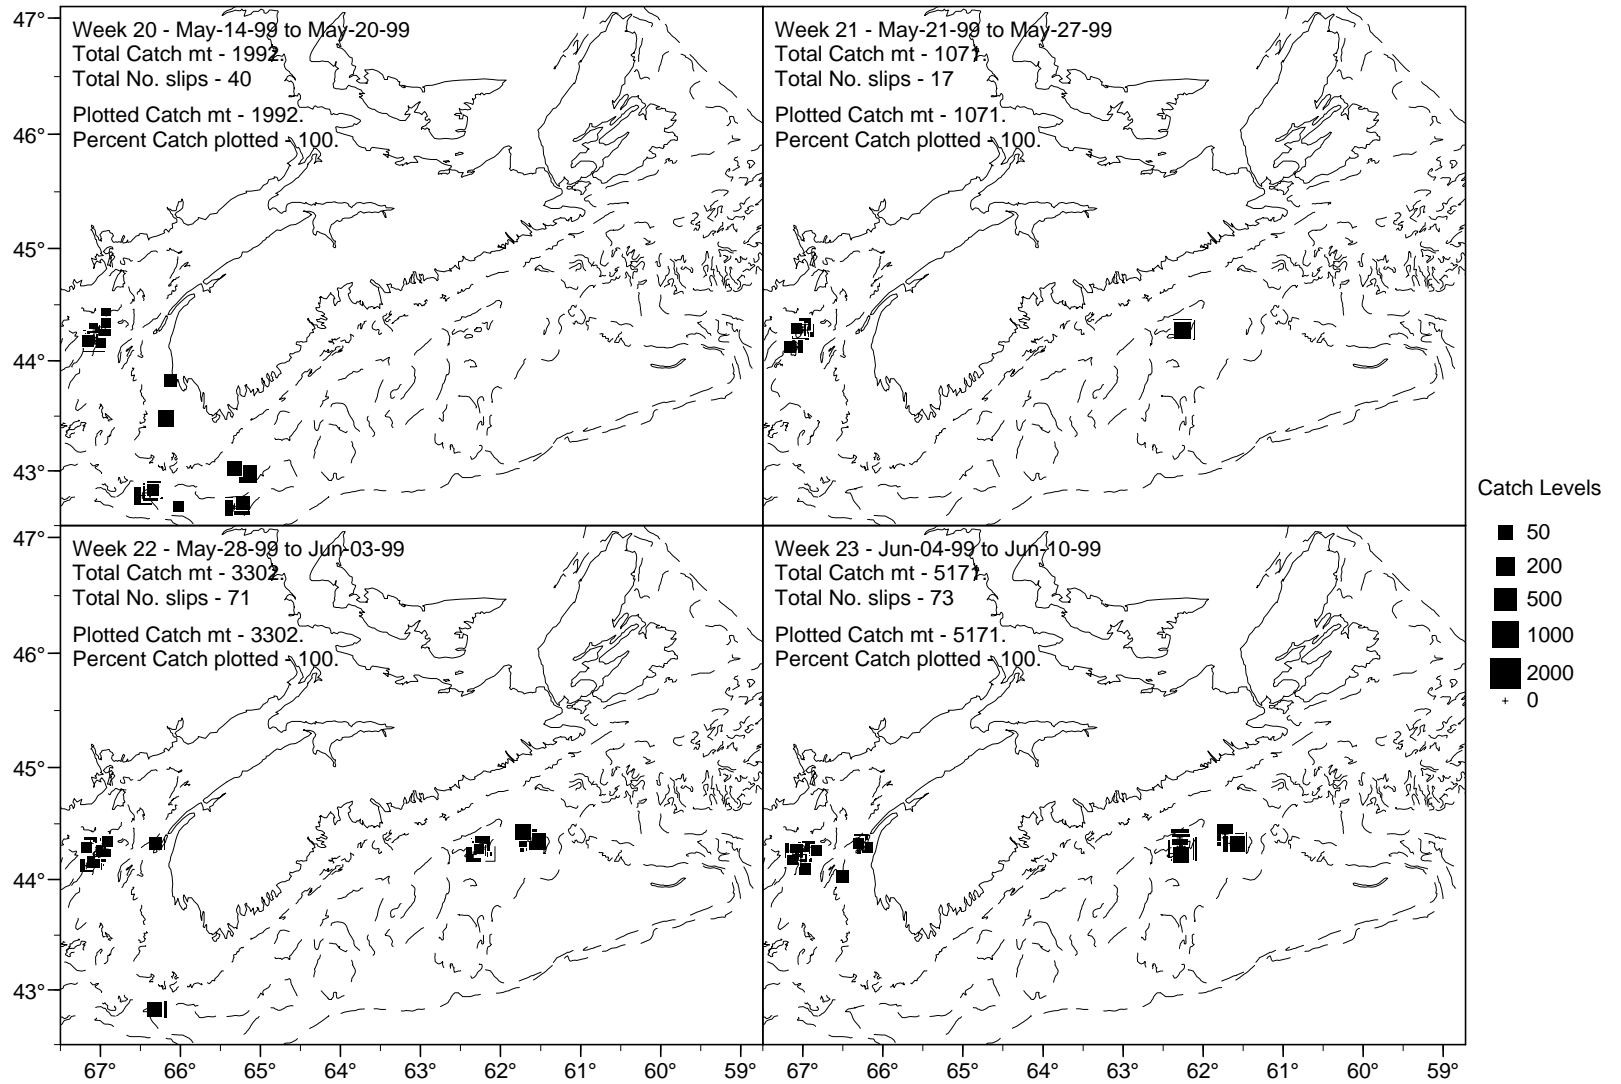 Week 20 - May-14-99 to May-20-99
Total Catch mt - 1992.
Total No. slips - 40
Plotted Catch mt - 1992.
Percent Catch plotted - 100.
Week 21 - May-21-99 to May-27-99
Total Catch mt - 1071.
Total No. slips - 17
Plotted Catch mt - 1071.
Percent Catch plotted - 100.
47°
46°
45°
44°
43°
Week 22 - May-28-99 to Jun-03-99
Total Catch mt - 3302.
Total No. slips - 71
Plotted Catch mt - 3302.
Percent Catch plotted - 100.
Week 23 - Jun-04-99 to Jun-10-99
Total Catch mt - 5171.
Total No. slips - 73
Plotted Catch mt - 5171.
Percent Catch plotted - 100.
47°
46°
45°
44°
43°
67° 66° 65° 64° 63° 62° 61° 60° 59°
67° 66° 65° 64° 63° 62° 61° 60° 59°
Catch Levels
50
200
500
1000
2000
0